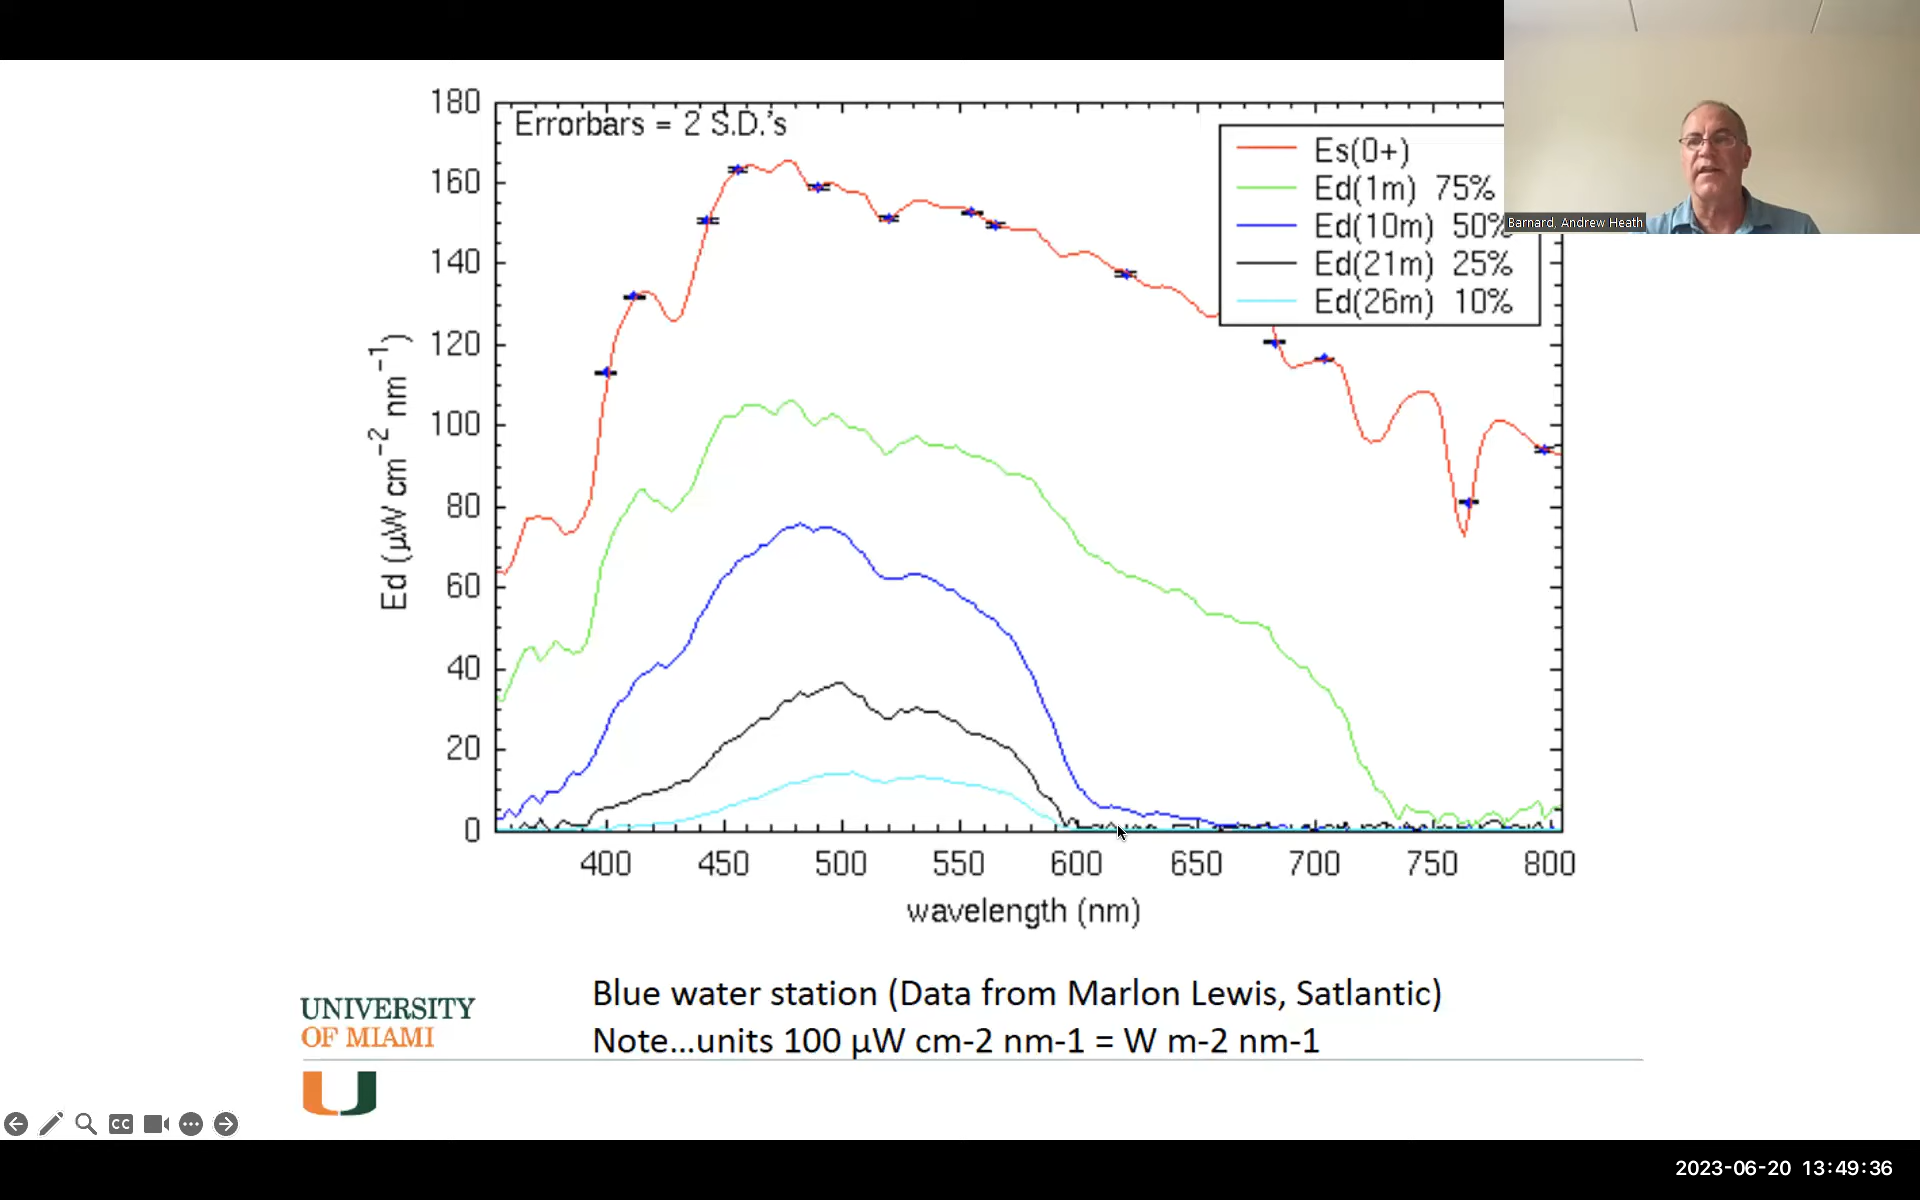 180
160
140
120
100
80
60
40
20
0
Ed (µW cm−2 nm−1)
Errorbars = 2 S.D.'s
Es(0+)
Ed(1m) 75%
Ed(10m) 50%
Ed(21m) 25%
Ed(26m) 10%
400 450 500 550 600 650 700 750 800
wavelength (nm)
Barnard, Andrew Heath
Blue water station (Data from Marlon Lewis, Satlantic)
Note...units 100 µW cm-2 nm-1 = W m-2 nm-1
UNIVERSITY
OF MIAMI
CC
2023-06-20 13:49:36